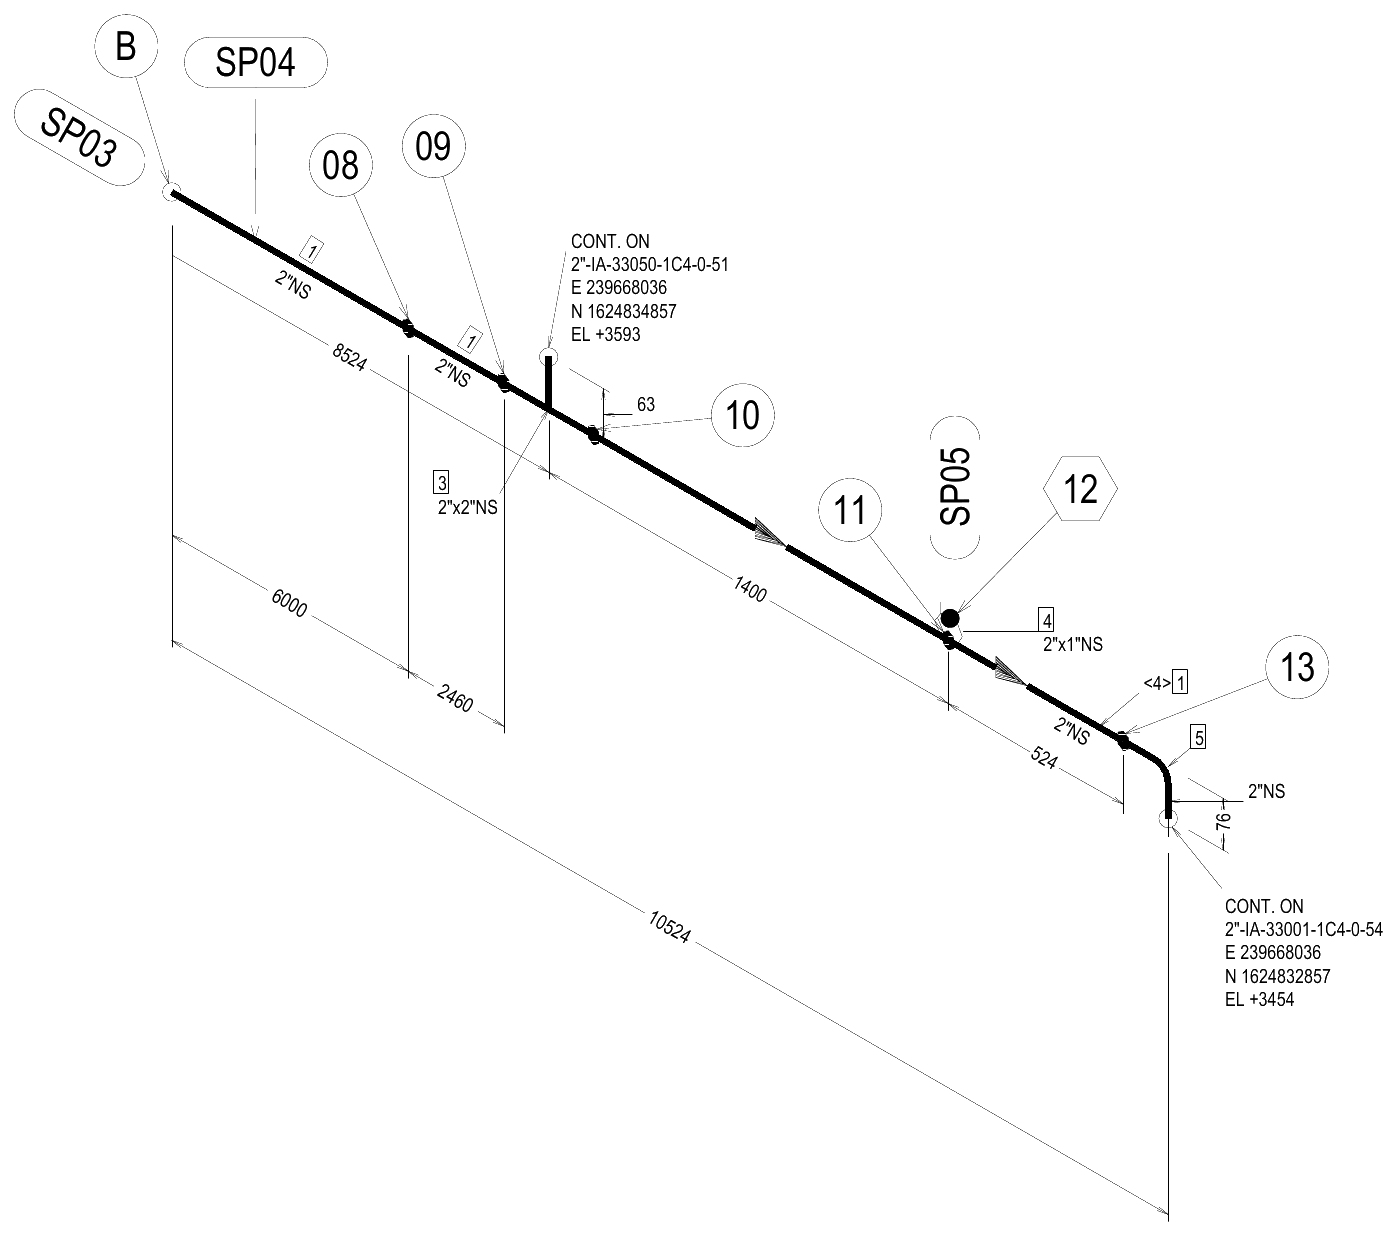 B
SP04
SP03
08
09
1
2"NS
CONT. ON
2"-IA-33050-1C4-0-51
E 239668036
N 1624834857
EL +3593
1
2"NS
8524
63
10
3
2"x2"NS
SP05
12
11
1400
6000
4
2"x1"NS
13
<4> 1
2460
2"NS
5
524
2"NS
76
CONT. ON
2"-IA-33001-1C4-0-54
E 239668036
N 1624832857
EL +3454
10524